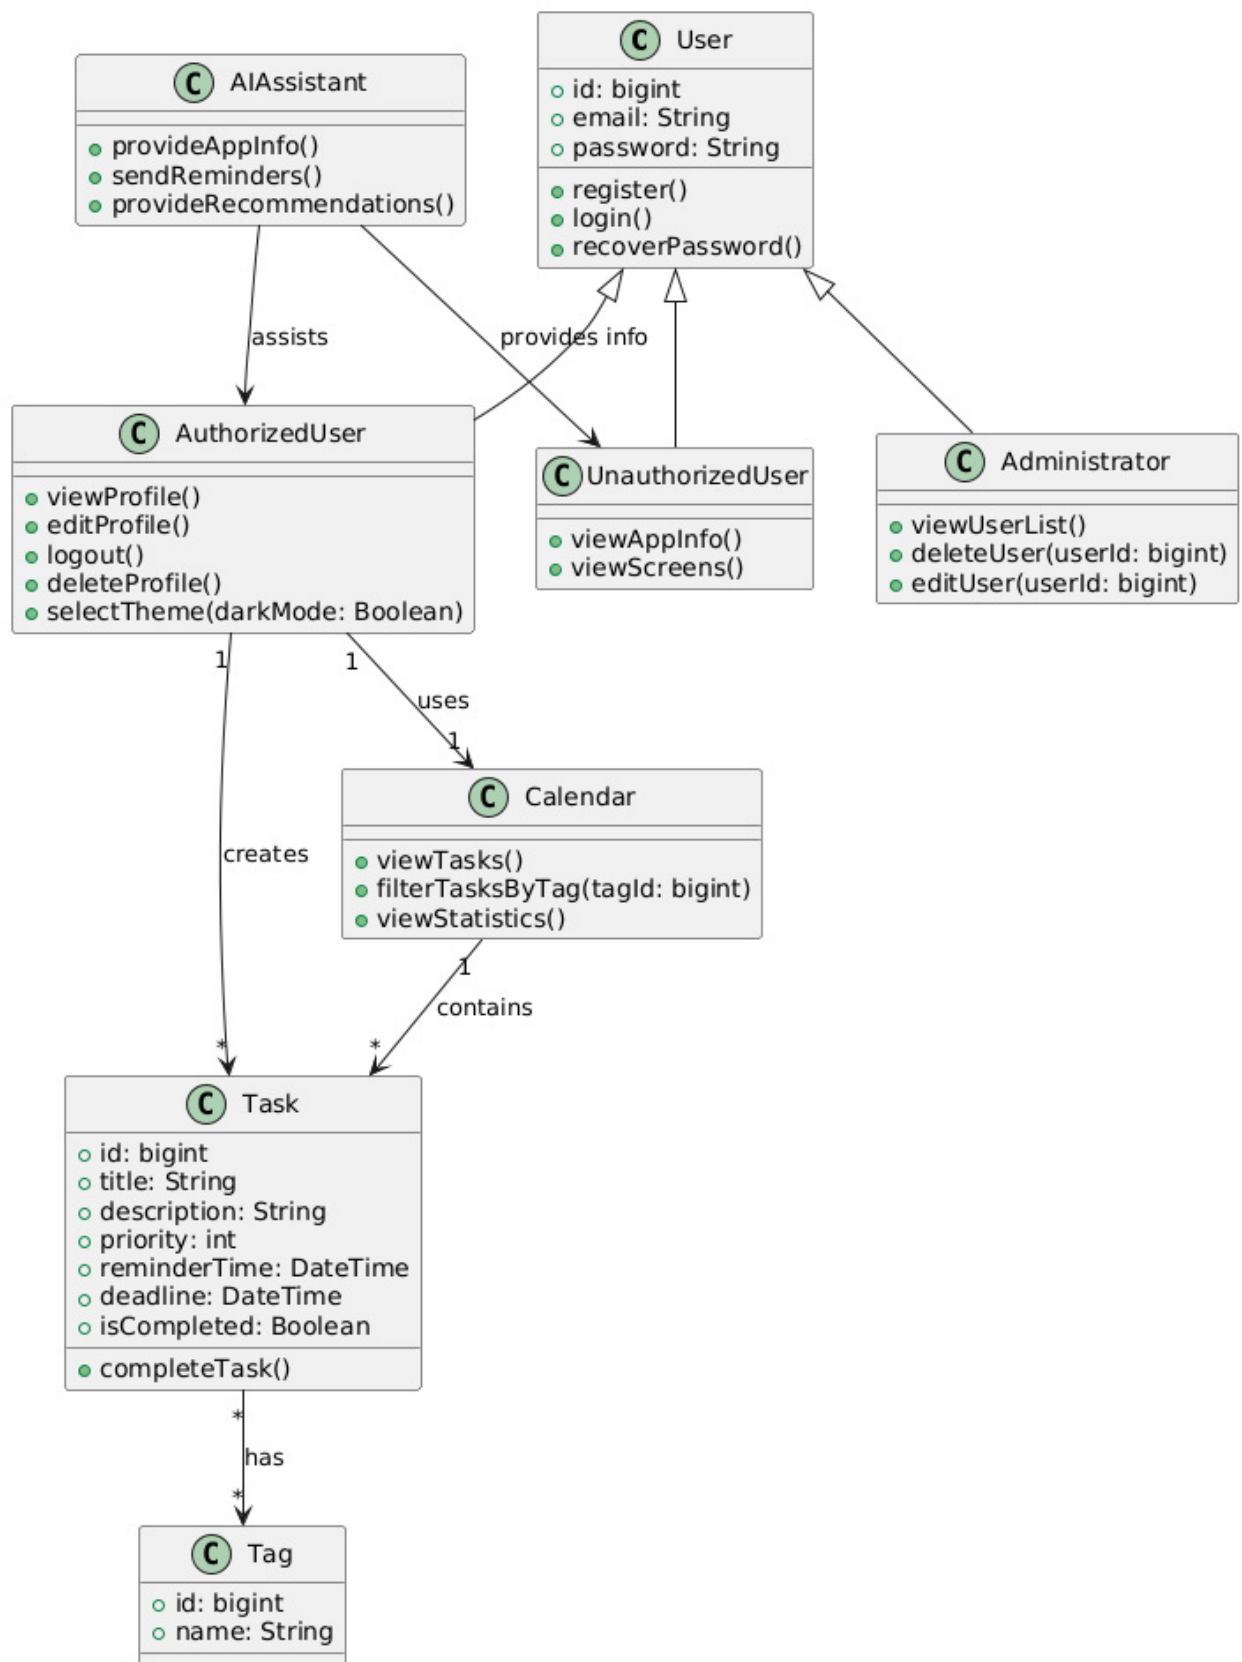 C AIAssistant
provideAppInfo()
sendReminders()
provideRecommendations()
C User
id: bigint
email: String
password: String
register()
login()
recoverPassword()
assists
provides info
C AuthorizedUser
viewProfile()
editProfile()
logout()
deleteProfile()
selectTheme(darkMode: Boolean)
C UnauthorizedUser
viewAppInfo()
viewScreens()
C Administrator
viewUserList()
deleteUser(userId: bigint)
editUser(userId: bigint)
1
1
uses
1
C Calendar
viewTasks()
filterTasksByTag(tagId: bigint)
viewStatistics()
creates
1
contains
*
*
C Task
id: bigint
title: String
description: String
priority: int
reminderTime: DateTime
deadline: DateTime
isCompleted: Boolean
completeTask()
*
has
*
C Tag
id: bigint
name: String